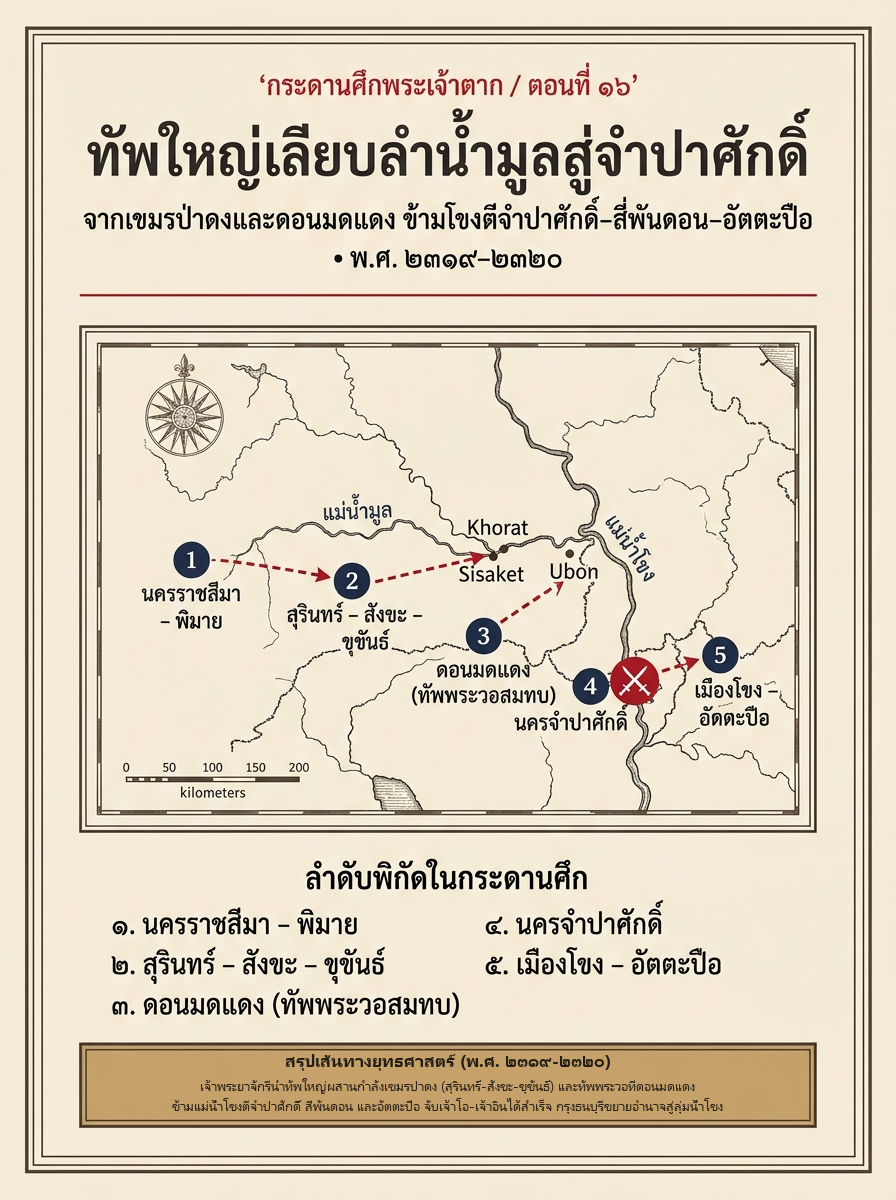 ‘กระดานศึกพระเจ้าตาก / ตอนที่ ๑๖’
ทัพใหญ่เลียบลำน้ำมูลสู่จำปาศักดิ์
จากเขมรป่าดงและดอนมดแดง ข้ามโขงตีจำปาศักดิ์–สี่พันดอน–อัตตะปือ
• พ.ศ. ๒๓๑๙–๒๓๒๐
แม่น้ำมูล
Khorat
แม่น้ำโขง
1
Sisaket
Ubon
2
นครราชสีมา
– พิมาย
สุรินทร์ – สังขะ –
ขุขันธ์
3
5
ดอนมดแดง
(ทัพพระวอสมทบ)
4
เมืองโขง –
อัดตะปือ
นครจำปาศักดิ์
0 50 100 150 200
kilometers
ลำดับพิกัดในกระดานศึก
๑. นครราชสีมา – พิมาย
๒. สุรินทร์ – สังขะ – ขุขันธ์
๓. ดอนมดแดง (ทัพพระวอสมทบ)
๔. นครจำปาศักดิ์
๕. เมืองโขง – อัตตะปือ
สรุปเส้นทางยุทธศาสตร์ (พ.ศ. ๒๓๑๙-๒๓๒๐)
เจ้าพระยาจักรีนำทัพใหญ่ผสานกำลังเขมรป่าดง (สุรินทร์-สังขะ-ขุขันธ์) และทัพพระวอที่ดอนมดแดง
ข้ามแม่น้ำโขงตีจำปาศักดิ์ สี่พันดอน และอัตตะปือ จับเจ้าโอ-เจ้าอินได้สำเร็จ กรุงธนบุรีขยายอำนาจสู่ลุ่มน้ำโขง